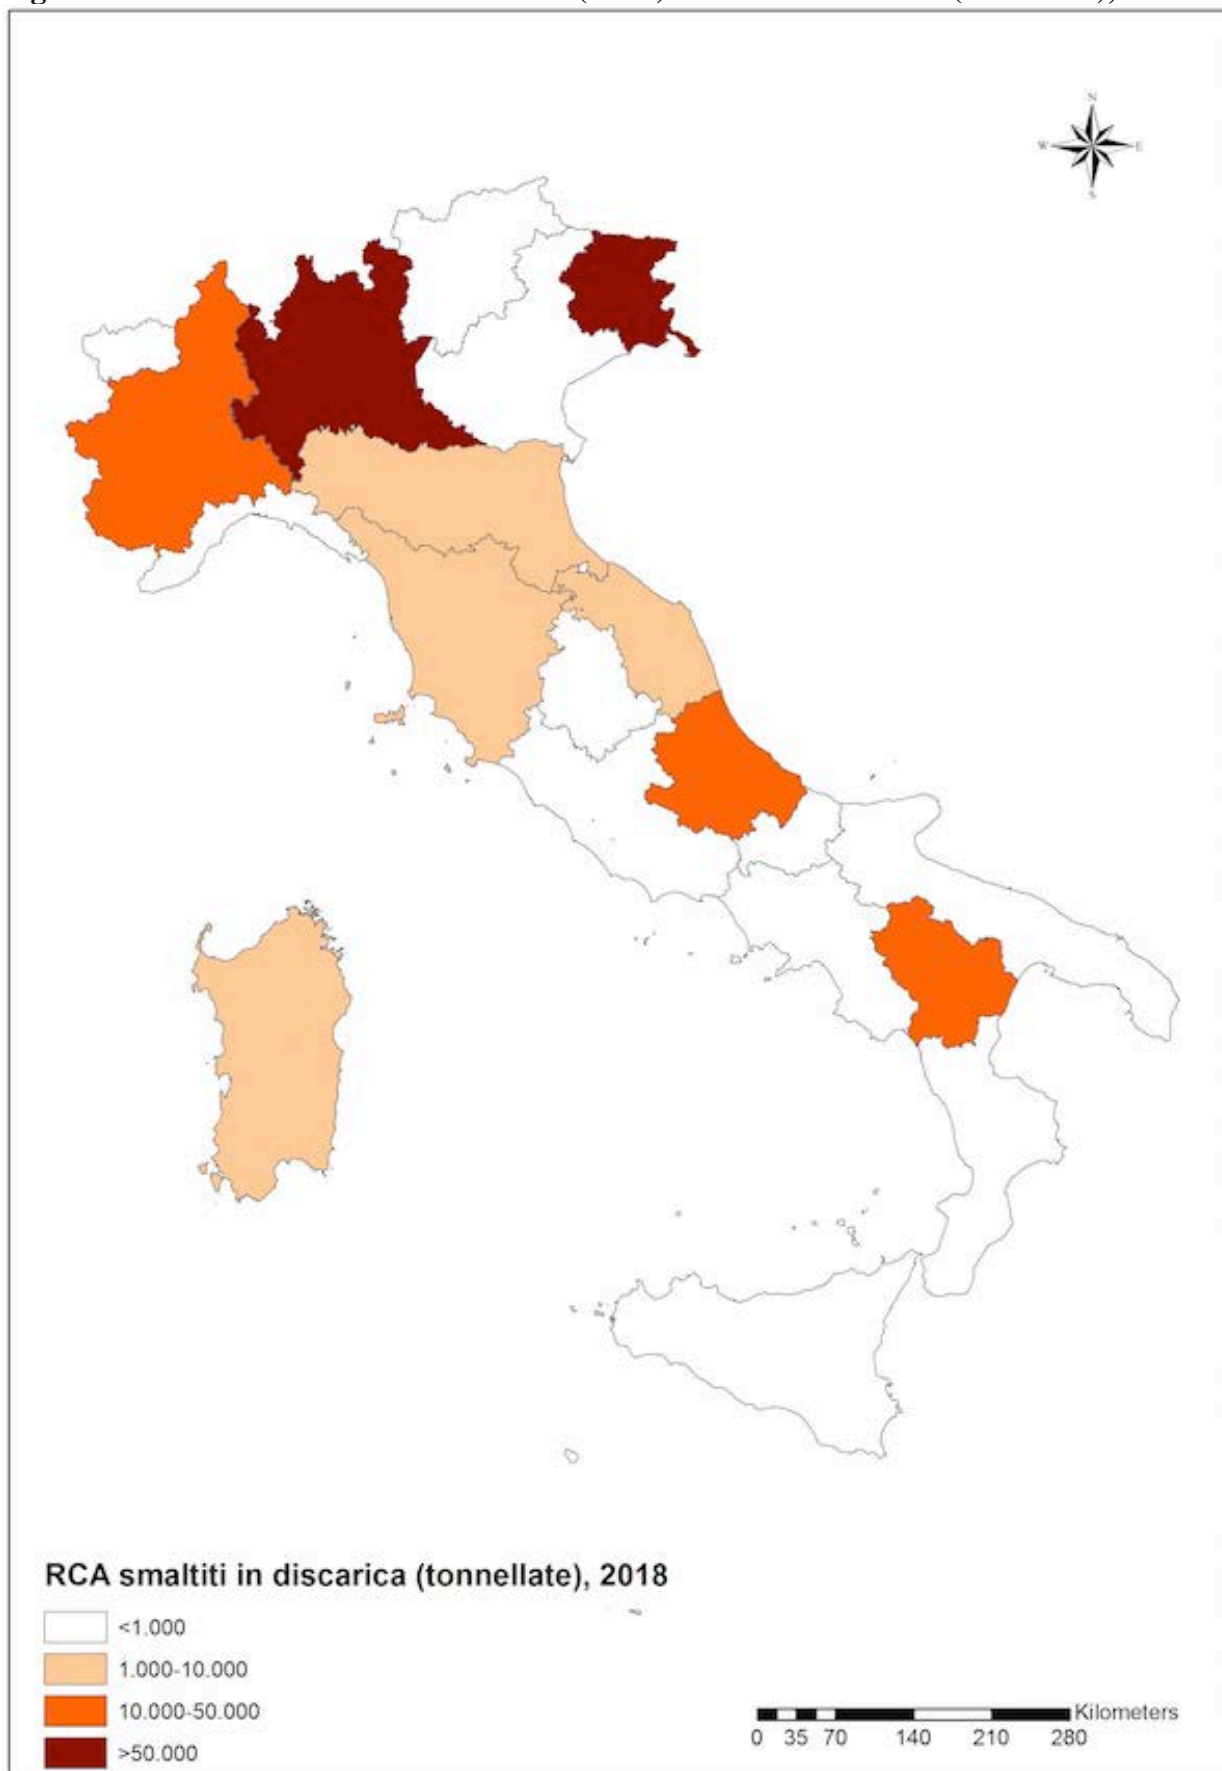 N
W E
S
RCA smaltiti in discarica (tonnellate), 2018
<1.000
1.000-10.000
10.000-50.000
>50.000
Kilometers
0 35 70 140 210 280